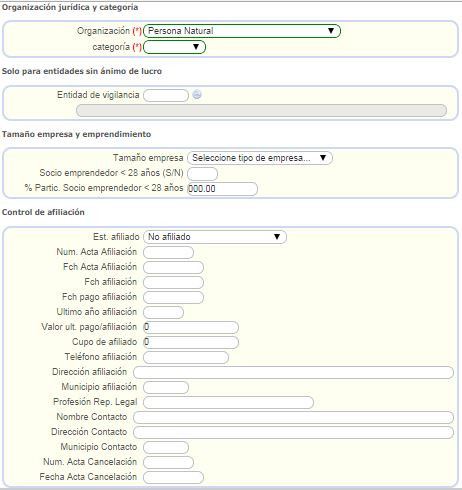 Organización jurídica y categoría
Organización (*) Persona Natural
categoría (*)
Solo para entidades sin ánimo de lucro
Entidad de vigilancia
Tamaño empresa y emprendimiento
Tamaño empresa Seleccione tipo de empresa...
Socio emprendedor < 28 años (S/N)
% Partic. Socio emprendedor < 28 años 000.00
Control de afiliación
Est. afiliado No afiliado
Num. Acta Afiliación
Fch Acta Afiliación
Fch afiliación
Fch pago afiliación
Ultimo año afiliación
Valor ult. pago/afiliación 0
Cupo de afiliado 0
Teléfono afiliación
Dirección afiliación
Municipio afiliación
Profesión Rep. Legal
Nombre Contacto
Dirección Contacto
Municipio Contacto
Num. Acta Cancelación
Fecha Acta Cancelación